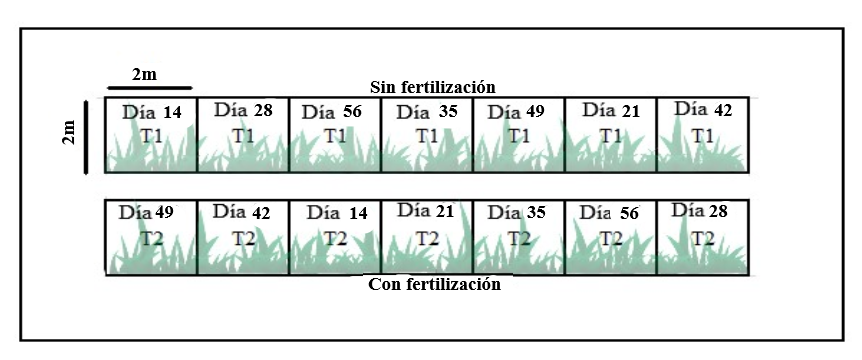 2m
Sin fertilización
2m
Día 14 Día 28 Día 56 Día 35 Día 49 Día 21 Día 42
T1 T1 T1 T1 T1 T1 T1
Día 49 Día 42 Día 14 Día 21 Día 35 Día 56 Día 28
T2 T2 T2 T2 T2 T2 T2
Con fertilización